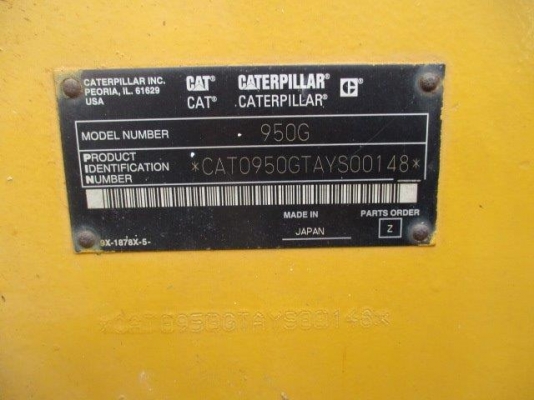 CATERPILLAR INC.
PEORIA, IL. 61629
USA
CAT® CATERPILLAR® C
CAT® CATERPILLAR®
MODEL NUMBER 950G
PRODUCT
IDENTIFICATION
NUMBER
*CAT0950GTAYS00148*
MADE IN
JAPAN
PARTS ORDER
Z
9X-1878X-5-
*CAT0950GTAYS00148*